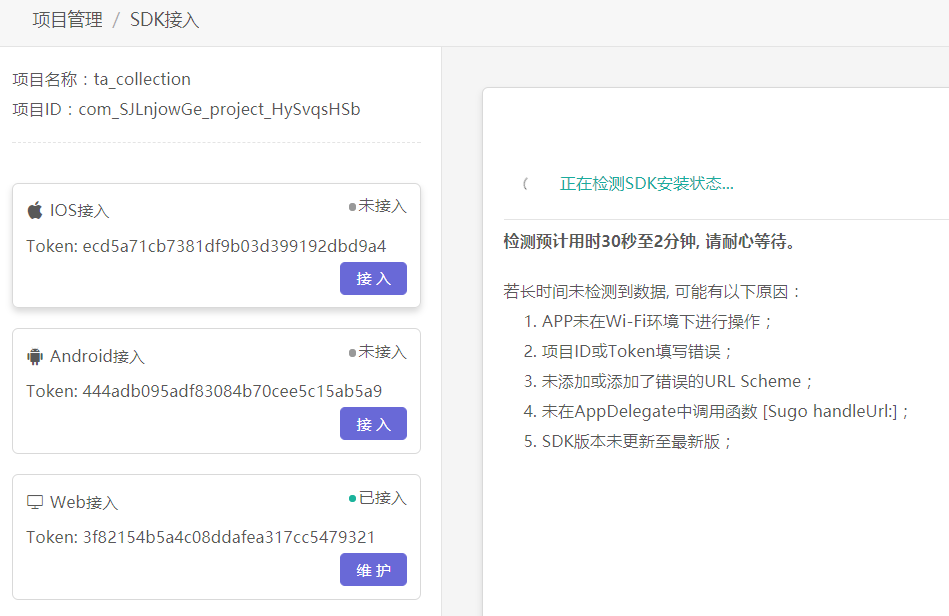 项目管理 / SDK接入
项目名称：ta_collection
项目ID：com_SJLnjowGe_project_HySvqsHSb
IOS接入
未接入
Token: ecd5a71cb7381df9b03d399192dbd9a4
接 入
Android接入
未接入
Token: 444adb095adf83084b70cee5c15ab5a9
接 入
Web接入
已接入
Token: 3f82154b5a4c08ddafea317cc5479321
维 护
正在检测SDK安装状态...
检测预计用时30秒至2分钟, 请耐心等待。
若长时间未检测到数据, 可能有以下原因：
1. APP未在Wi-Fi环境下进行操作；
2. 项目ID或Token填写错误；
3. 未添加或添加了错误的URL Scheme；
4. 未在AppDelegate中调用函数 [Sugo handleUrl:]；
5. SDK版本未更新至最新版；